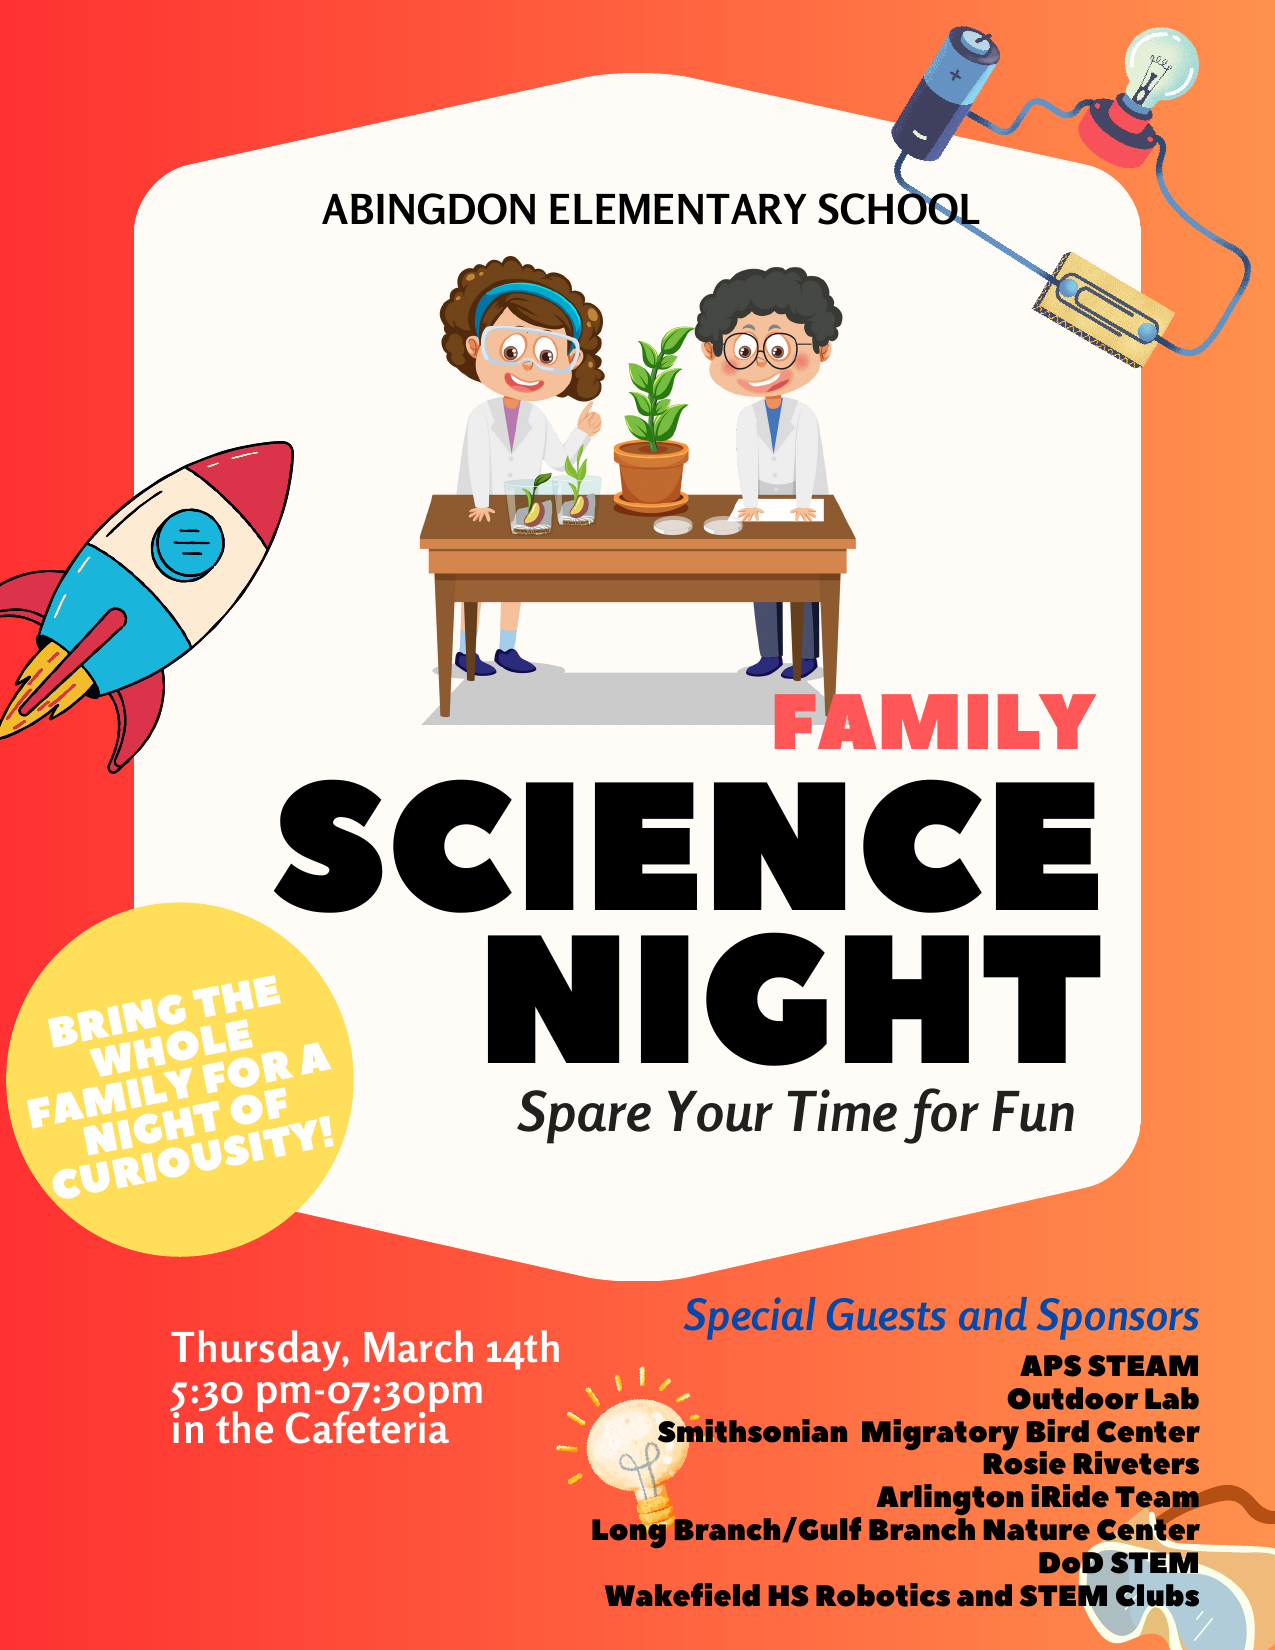 ABINGDON ELEMENTARY SCHOOL
FAMILY
SCIENCE
NIGHT
Spare Your Time for Fun
BRING THE
WHOLE
FAMILY FOR A
NIGHT OF
CURIOUSITY!
Thursday, March 14th
5:30 pm-07:30pm
in the Cafeteria
Special Guests and Sponsors
APS STEAM
Outdoor Lab
Smithsonian Migratory Bird Center
Rosie Riveters
Arlington iRide Team
Long Branch/Gulf Branch Nature Center
DoD STEM
Wakefield HS Robotics and STEM Clubs